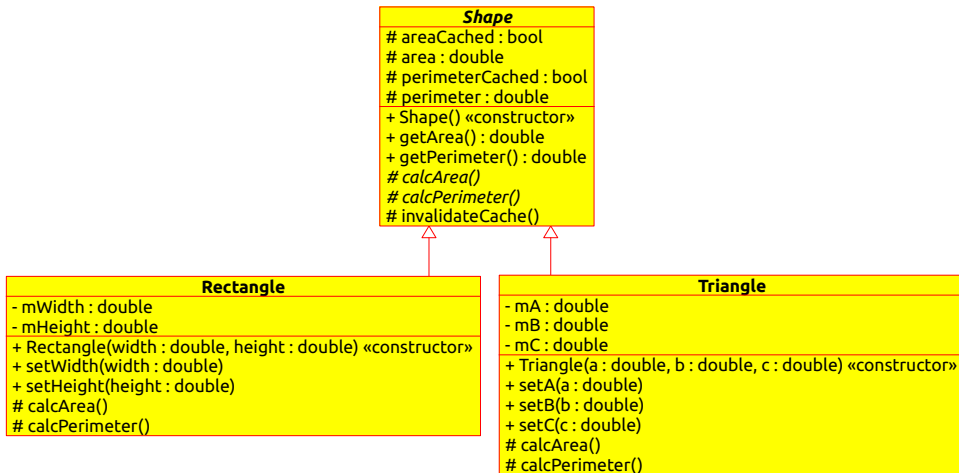 Shape
# areaCached : bool
# area : double
# perimeterCached : bool
# perimeter : double
+ Shape() «constructor»
+ getArea() : double
+ getPerimeter() : double
# calcArea()
# calcPerimeter()
# invalidateCache()
Rectangle
- mWidth : double
- mHeight : double
+ Rectangle(width : double, height : double) «constructor»
+ setWidth(width : double)
+ setHeight(height : double)
# calcArea()
# calcPerimeter()
Triangle
- mA : double
- mB : double
- mC : double
+ Triangle(a : double, b : double, c : double) «constructor»
+ setA(a : double)
+ setB(b : double)
+ setC(c : double)
# calcArea()
# calcPerimeter()